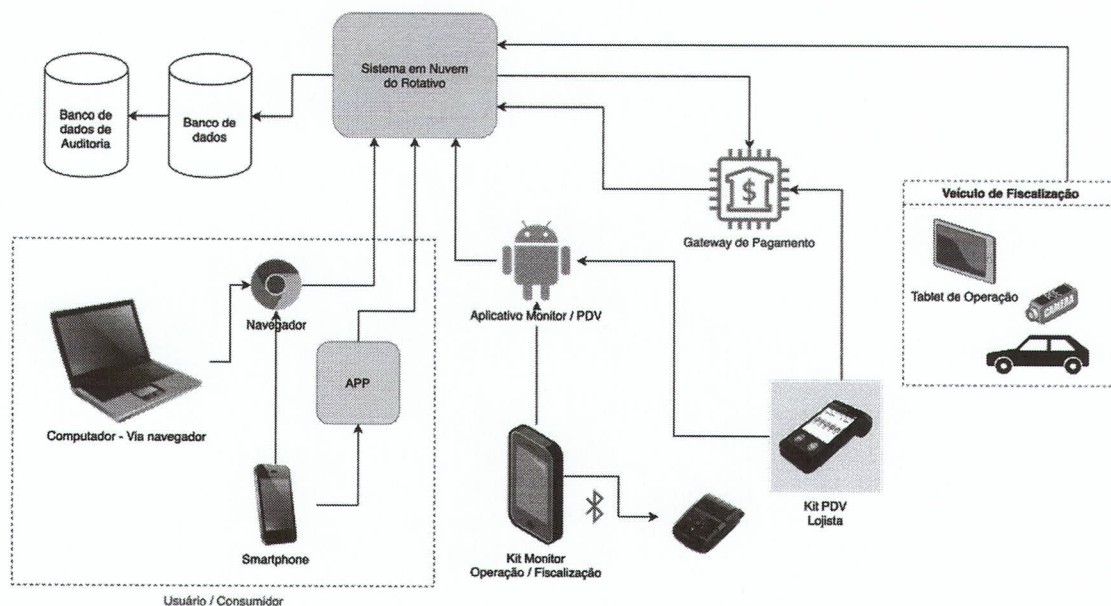 Sistema em Nuvem
do Rotativo
Banco de
dados de
Auditoria
Banco de
dados
$
Gateway de Pagamento
Veículo de Fiscalização
Tablet de Operação
CAMERA
Navegador
Aplicativo Monitor / PDV
APP
Computador - Via navegador
Smartphone
Kit Monitor
Operação / Fiscalização
Kit PDV
Lojista
Usuário / Consumidor